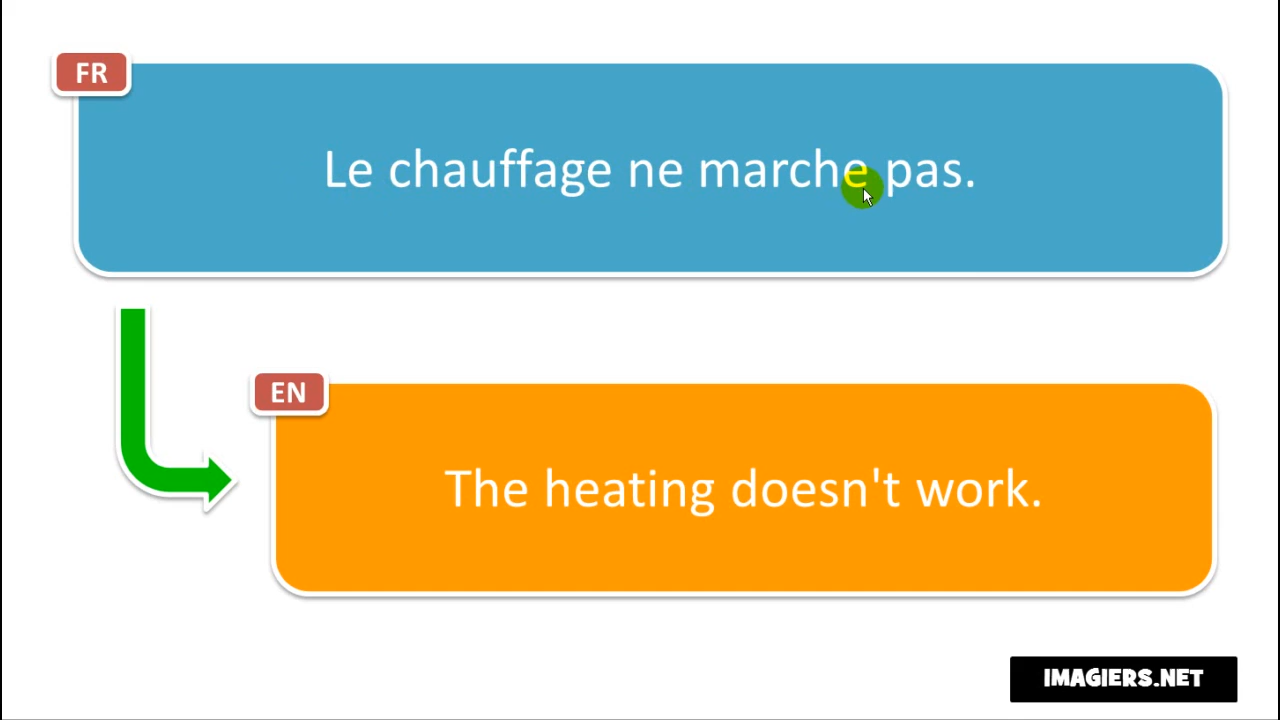 FR
Le chauffage ne marche pas.
EN
The heating doesn't work.
IMAGIERS.NET